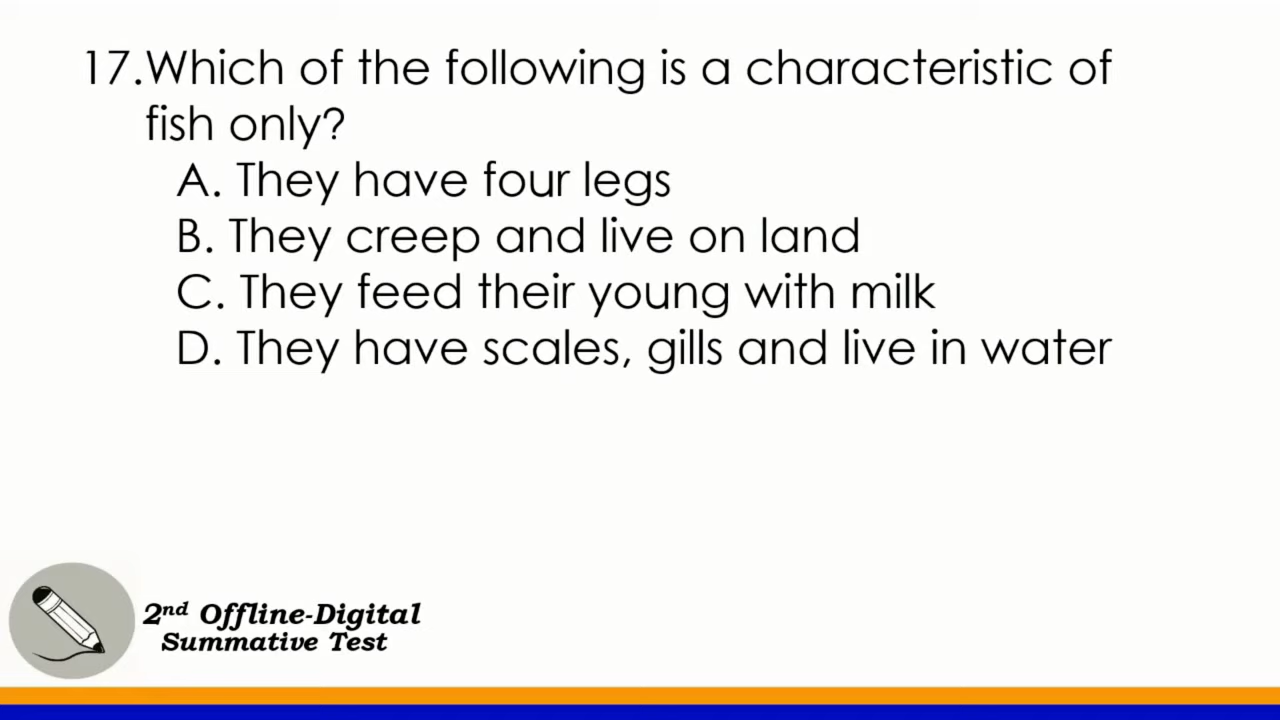 17.Which of the following is a characteristic of
fish only?
A. They have four legs
B. They creep and live on land
C. They feed their young with milk
D. They have scales, gills and live in water
2nd Offline-Digital
Summative Test